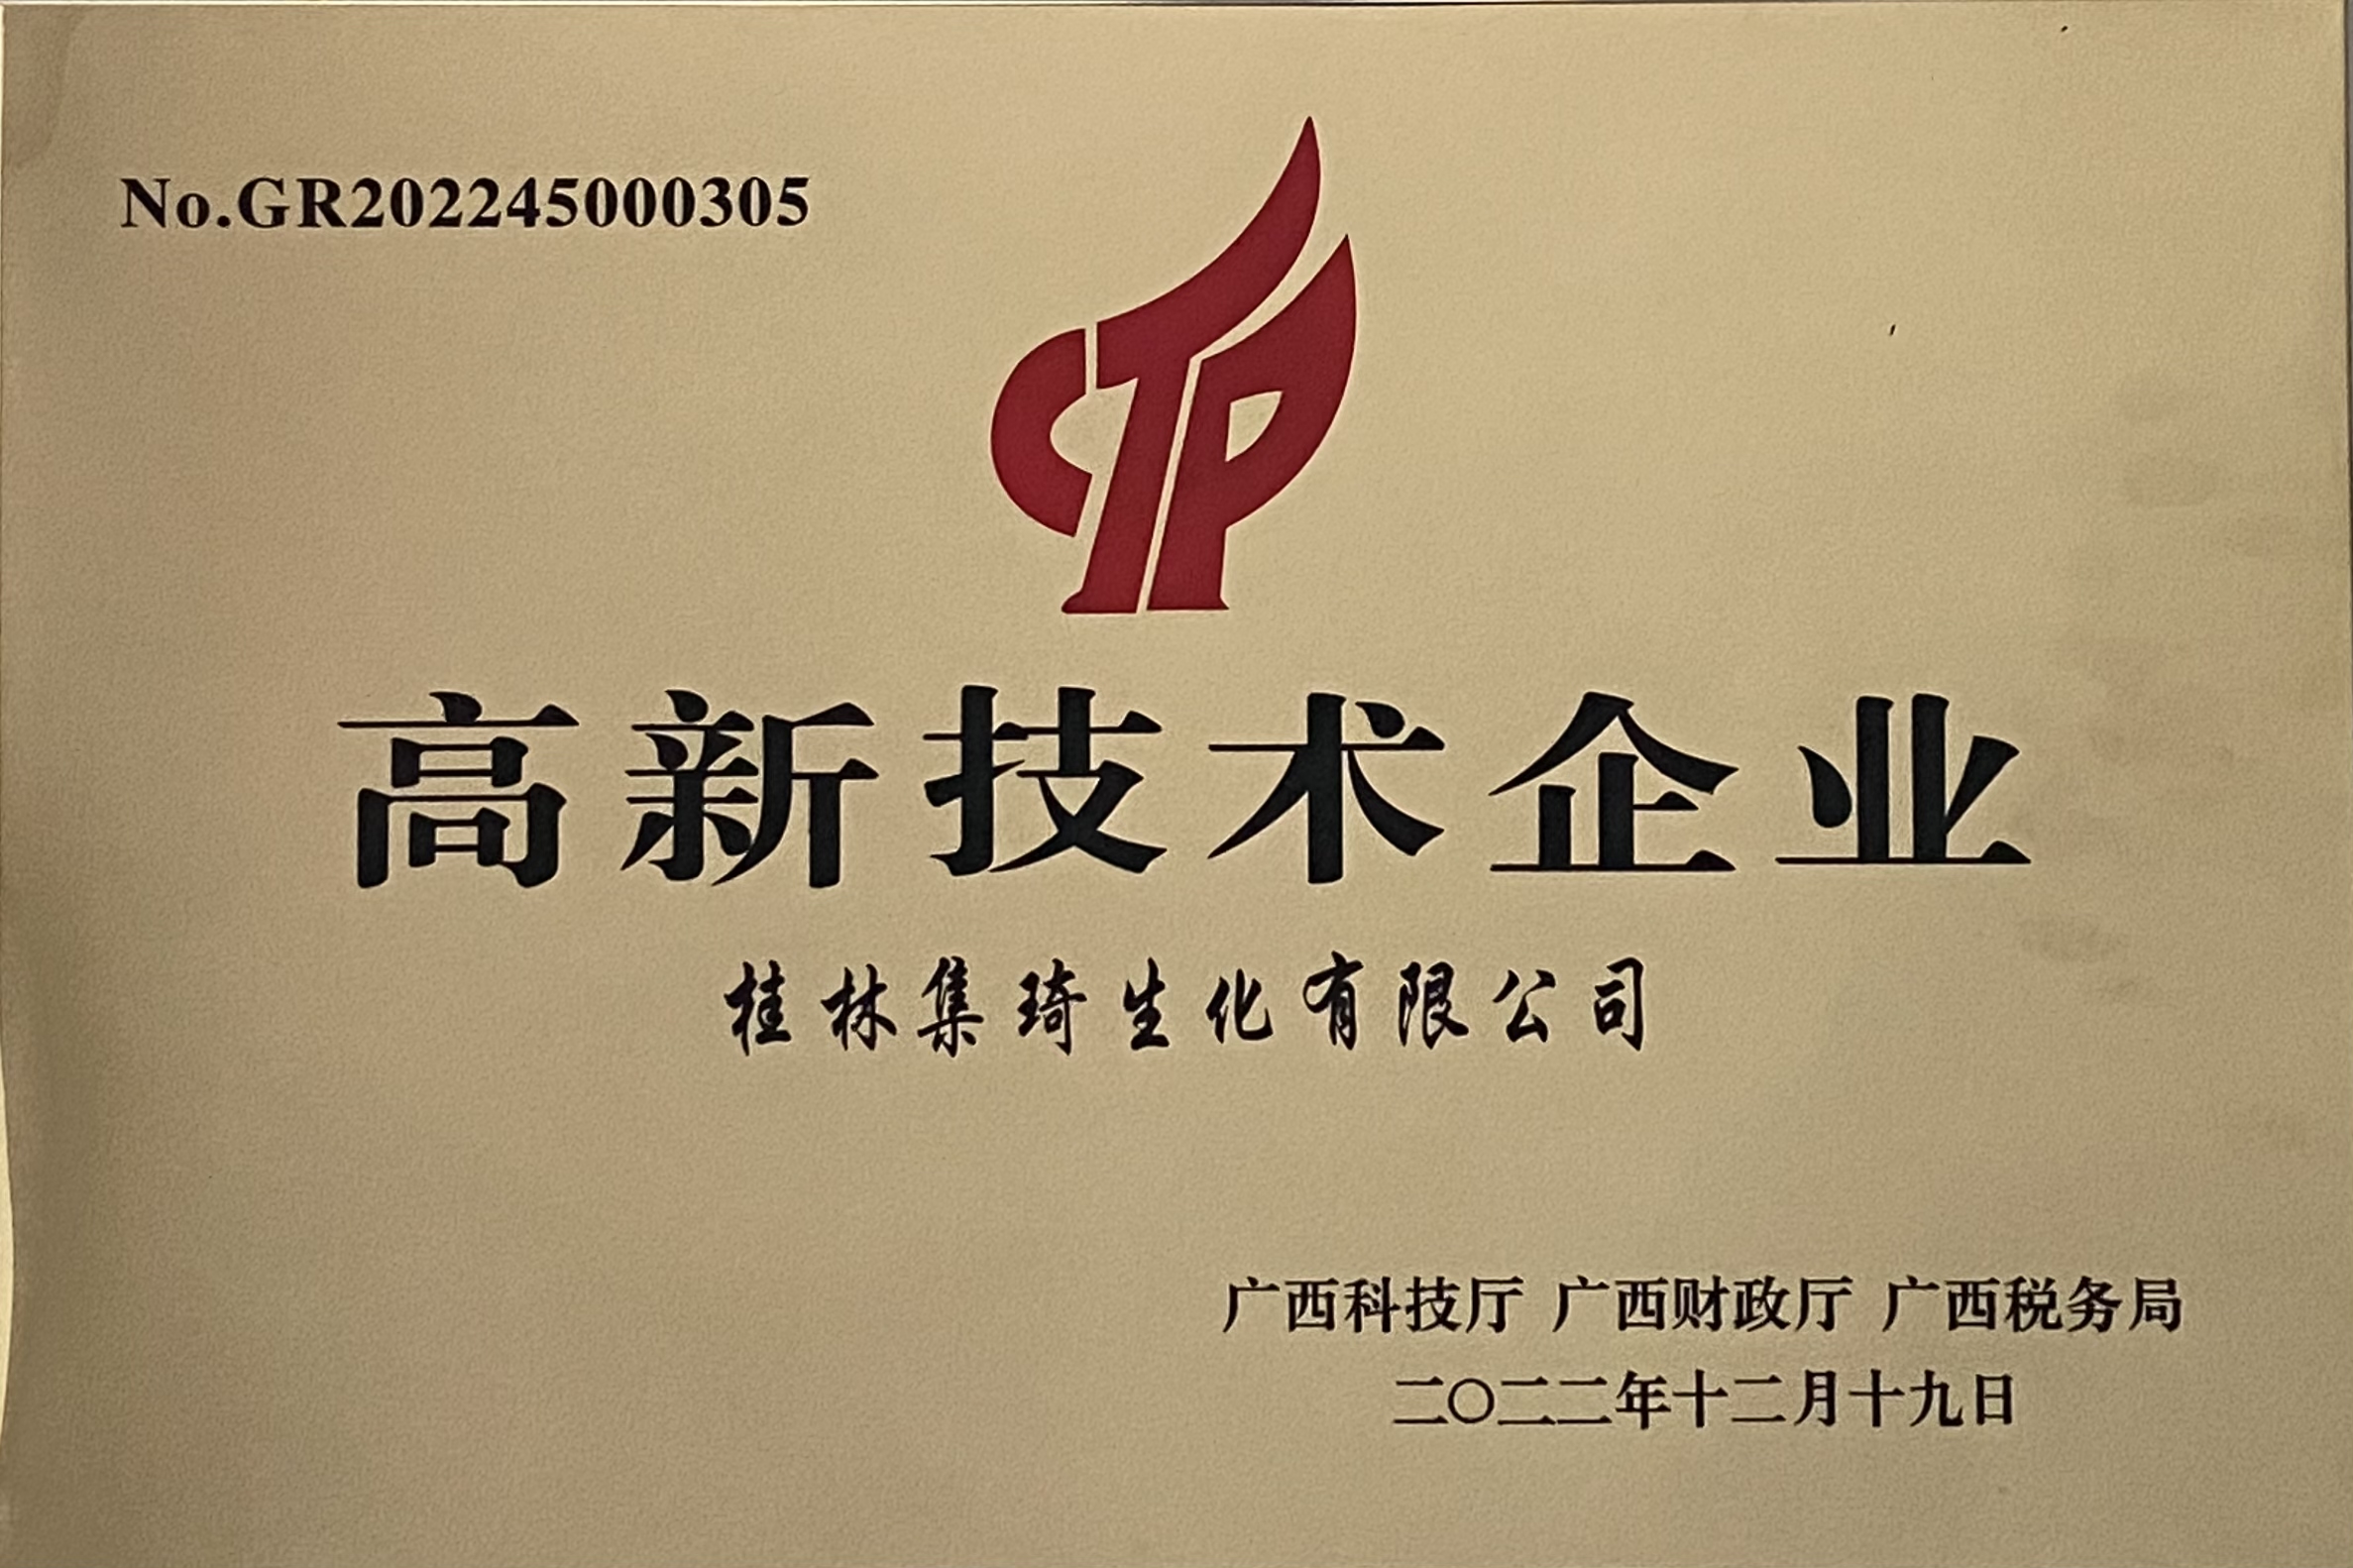 No.GR202245000305
高新技术企业
桂林集琦生化有限公司
广西科技厅 广西财政厅 广西税务局
二〇二二年十二月十九日